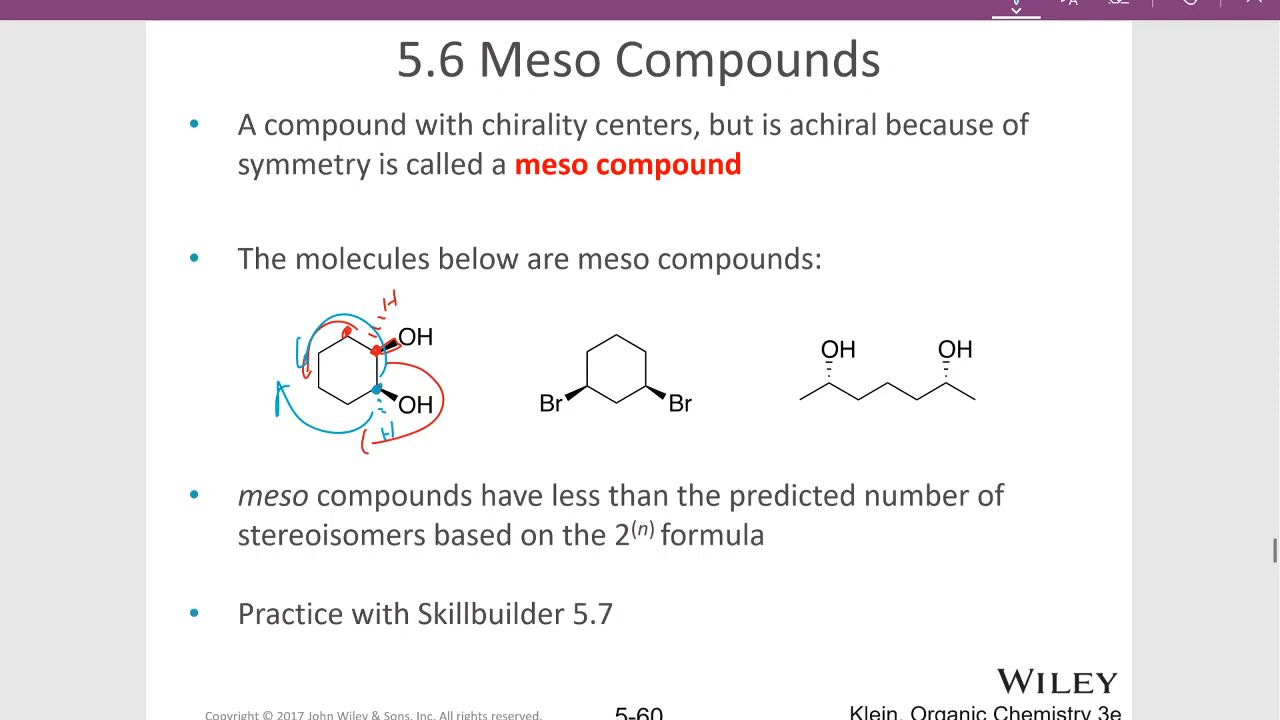 5.6 Meso Compounds
• A compound with chirality centers, but is achiral because of
symmetry is called a meso compound
• The molecules below are meso compounds:
H
OH
OH
H
Br
Br
OH
OH
• meso compounds have less than the predicted number of
stereoisomers based on the 2(n) formula
• Practice with Skillbuilder 5.7
WILEY
Copyright © 2017 John Wiley & Sons, Inc. All rights reserved.
5-60
Klein, Organic Chemistry 3e